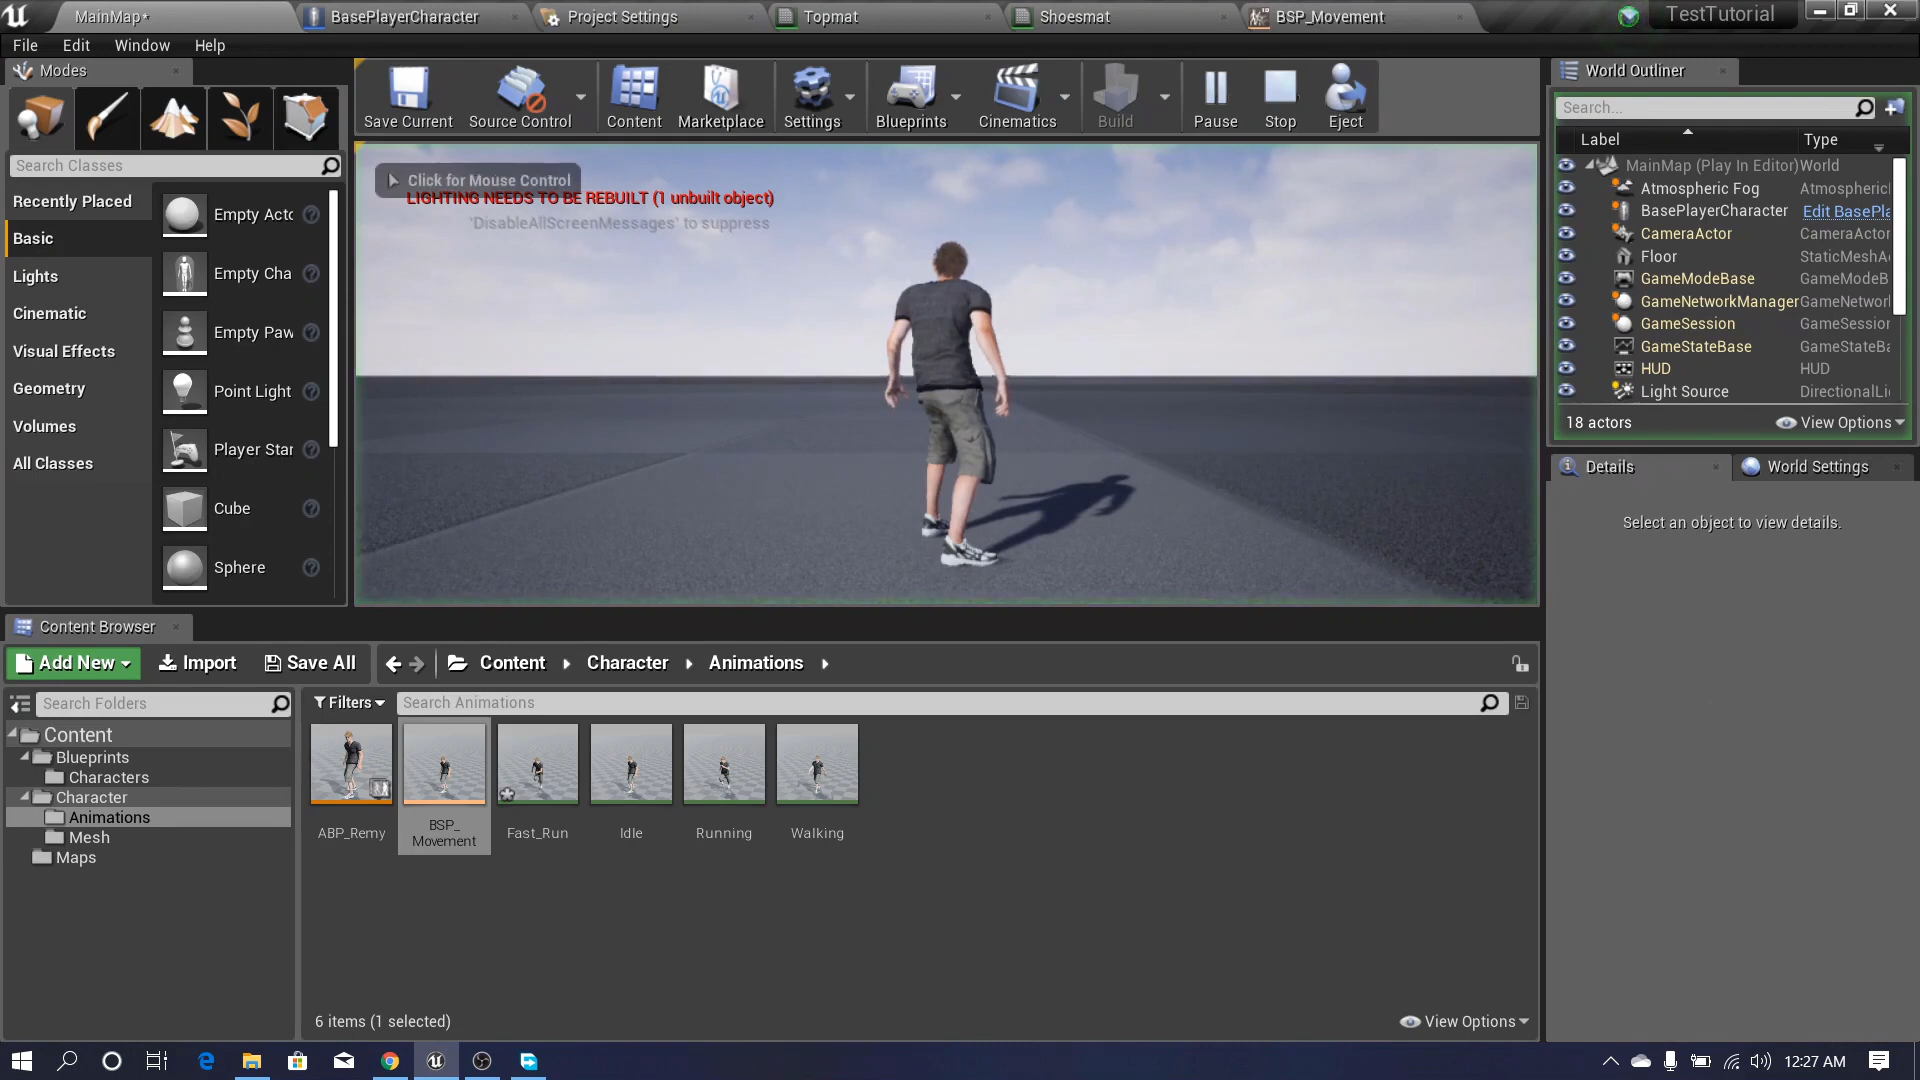 MainMap*
BasePlayerCharacter
Project Settings
Topmat
Shoesmat
BSP_Movement
TestTutorial
File Edit Window Help
Modes
Save Current
Source Control
Content
Marketplace
Settings
Blueprints
Cinematics
Build
Pause
Stop
Eject
Search Classes
Recently Placed
Basic
Lights
Cinematic
Visual Effects
Geometry
Volumes
All Classes
Empty Acto
Empty Cha
Empty Paw
Point Light
Player Star
Cube
Sphere
Click for Mouse Control
LIGHTING NEEDS TO BE REBUILT (1 unbuilt object)
'DisableAllScreenMessages' to suppress
World Outliner
Search...
Label Type
MainMap (Play In Editor) World
Atmospheric Fog Atmospheric
BasePlayerCharacter Edit BasePla
CameraActor CameraActor
Floor StaticMeshA
GameModeBase GameModeB
GameNetworkManager GameNetwor
GameSession GameSession
GameStateBase GameStateBa
HUD HUD
Light Source DirectionalLi
18 actors View Options
Details
World Settings
Select an object to view details.
Content Browser
Add New Import Save All Content Character Animations
Search Folders
Content
Blueprints
Characters
Character
Animations
Mesh
Maps
Filters Search Animations
ABP_Remy
BSP_
Movement
Fast_Run
Idle
Running
Walking
6 items (1 selected)
View Options
12:27 AM